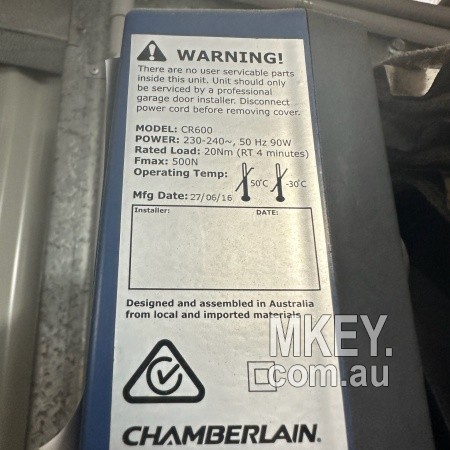 WARNING!
There are no user servicable parts
inside this unit. Unit should only
be serviced by a professional
garage door installer. Disconnect
power cord before removing cover.
MODEL: CR600
POWER: 230-240~, 50 Hz 90W
Rated Load: 20Nm (RT 4 minutes)
Fmax: 500N
Operating Temp: 50°C -30°C
Mfg Date: 27/06/16
Installer: DATE:
Designed and assembled in Australia
from local and imported materials
MKEY.
com.au
CHAMBERLAIN.